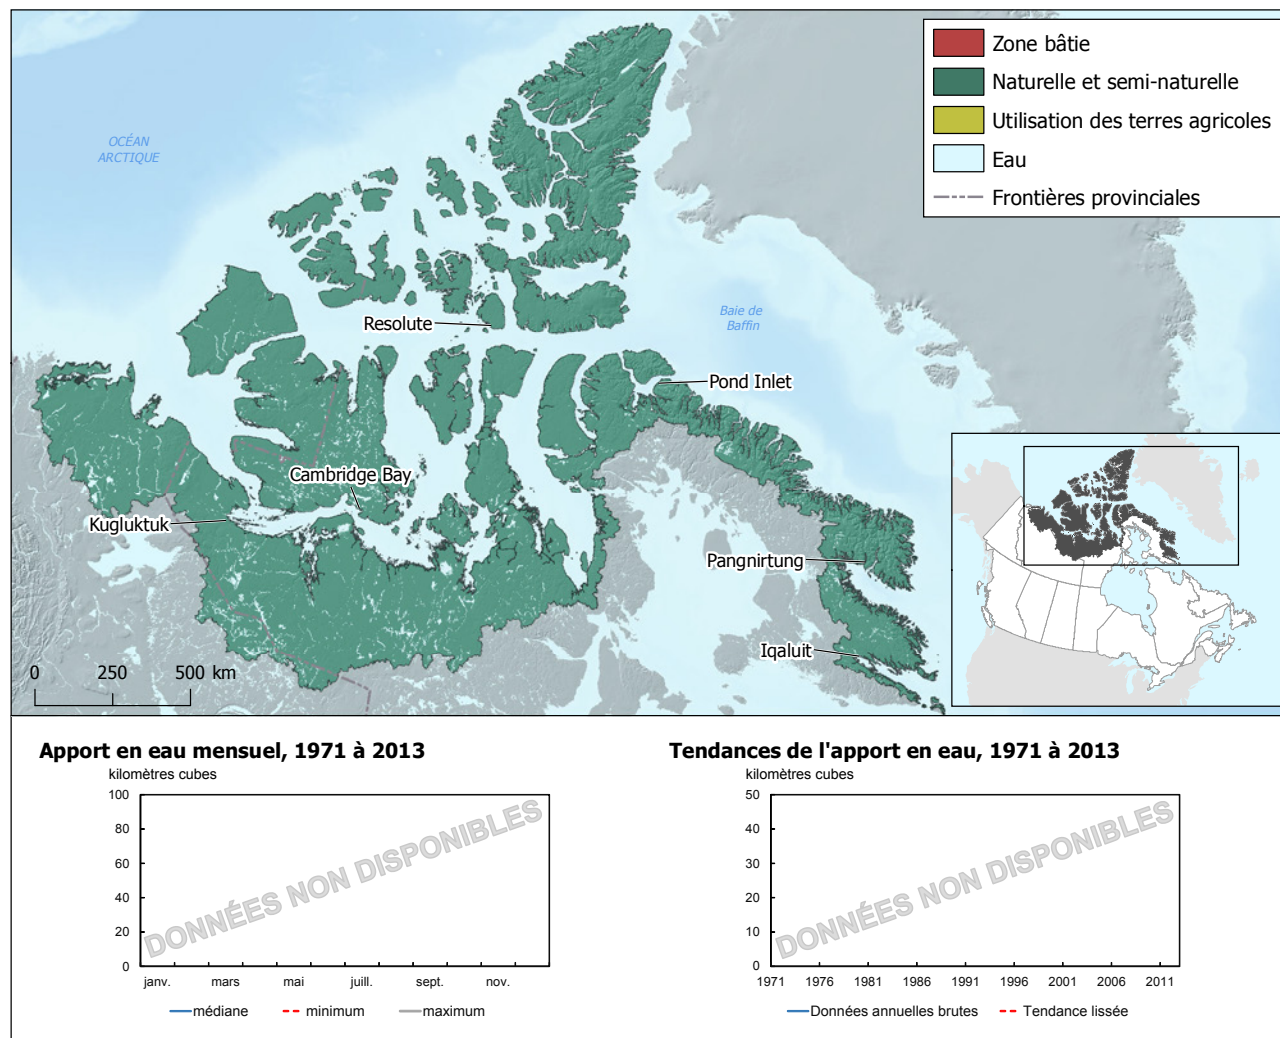 Zone bâtie
Naturelle et semi-naturelle
Utilisation des terres agricoles
Eau
Frontières provinciales
OCÉAN
ARCTIQUE
Baie de
Baffin
Resolute
Pond Inlet
Cambridge Bay
Kugluktuk
Pangnirtung
Iqaluit
0 250 500 km
Apport en eau mensuel, 1971 à 2013
kilomètres cubes
100
80
60
40
20
0
DONNÉES NON DISPONIBLES
janv. mars mai juill. sept. nov.
médiane minimum maximum
Tendances de l'apport en eau, 1971 à 2013
kilomètres cubes
50
40
30
20
10
0
DONNÉES NON DISPONIBLES
1971 1976 1981 1986 1991 1996 2001 2006 2011
Données annuelles brutes Tendance lissée